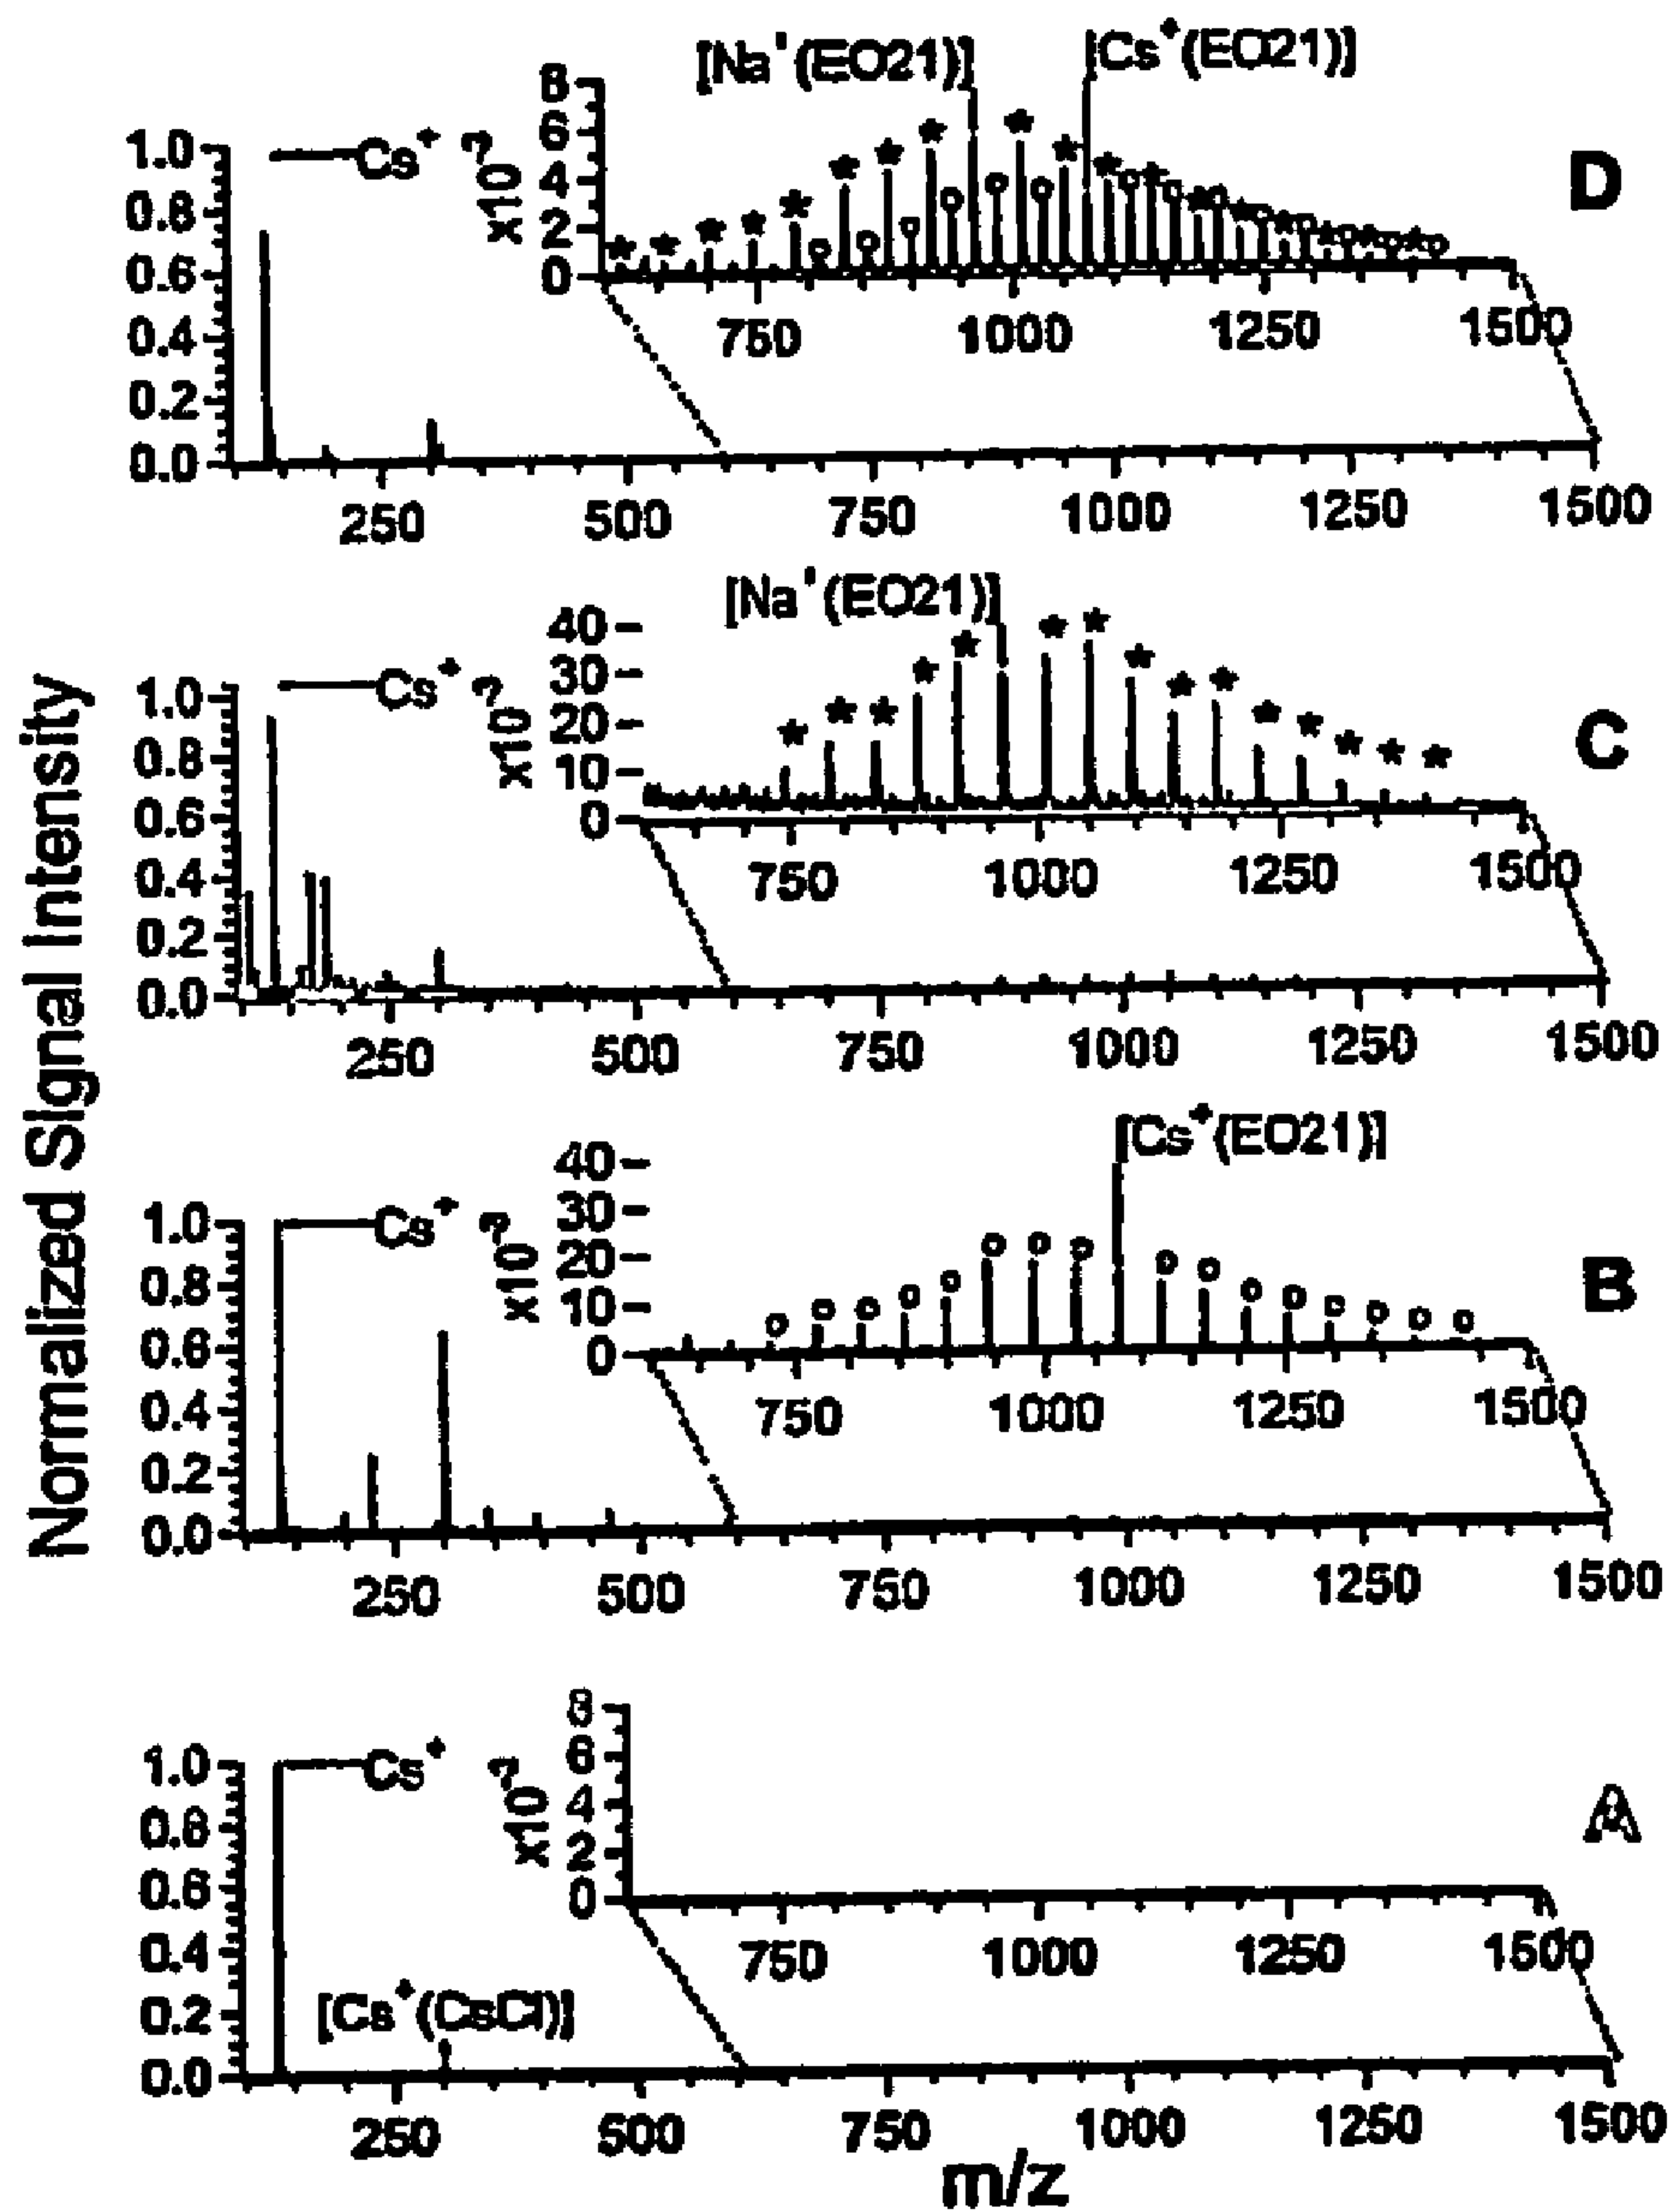 Normalized Signal Intensity
[Na+(EO21)] [Cs+(EO21)]
D
Cs+
x10-3
8
6
4
2
0
750 1000 1250 1500
1.0
0.8
0.6
0.4
0.2
0.0
250 500 750 1000 1250 1500
[Na+(EO21)]
C
Cs+
x10-3
40
30
20
10
0
750 1000 1250 1500
1.0
0.8
0.6
0.4
0.2
0.0
250 500 750 1000 1250 1500
[Cs+(EO21)]
B
Cs+
x10-3
40
30
20
10
0
750 1000 1250 1500
1.0
0.8
0.6
0.4
0.2
0.0
250 500 750 1000 1250 1500
A
Cs+
x10-3
8
6
4
2
0
750 1000 1250 1500
1.0
0.8
0.6
0.4
0.2
0.0
[Cs+(CsCl)]
250 500 750 1000 1250 1500
m/z